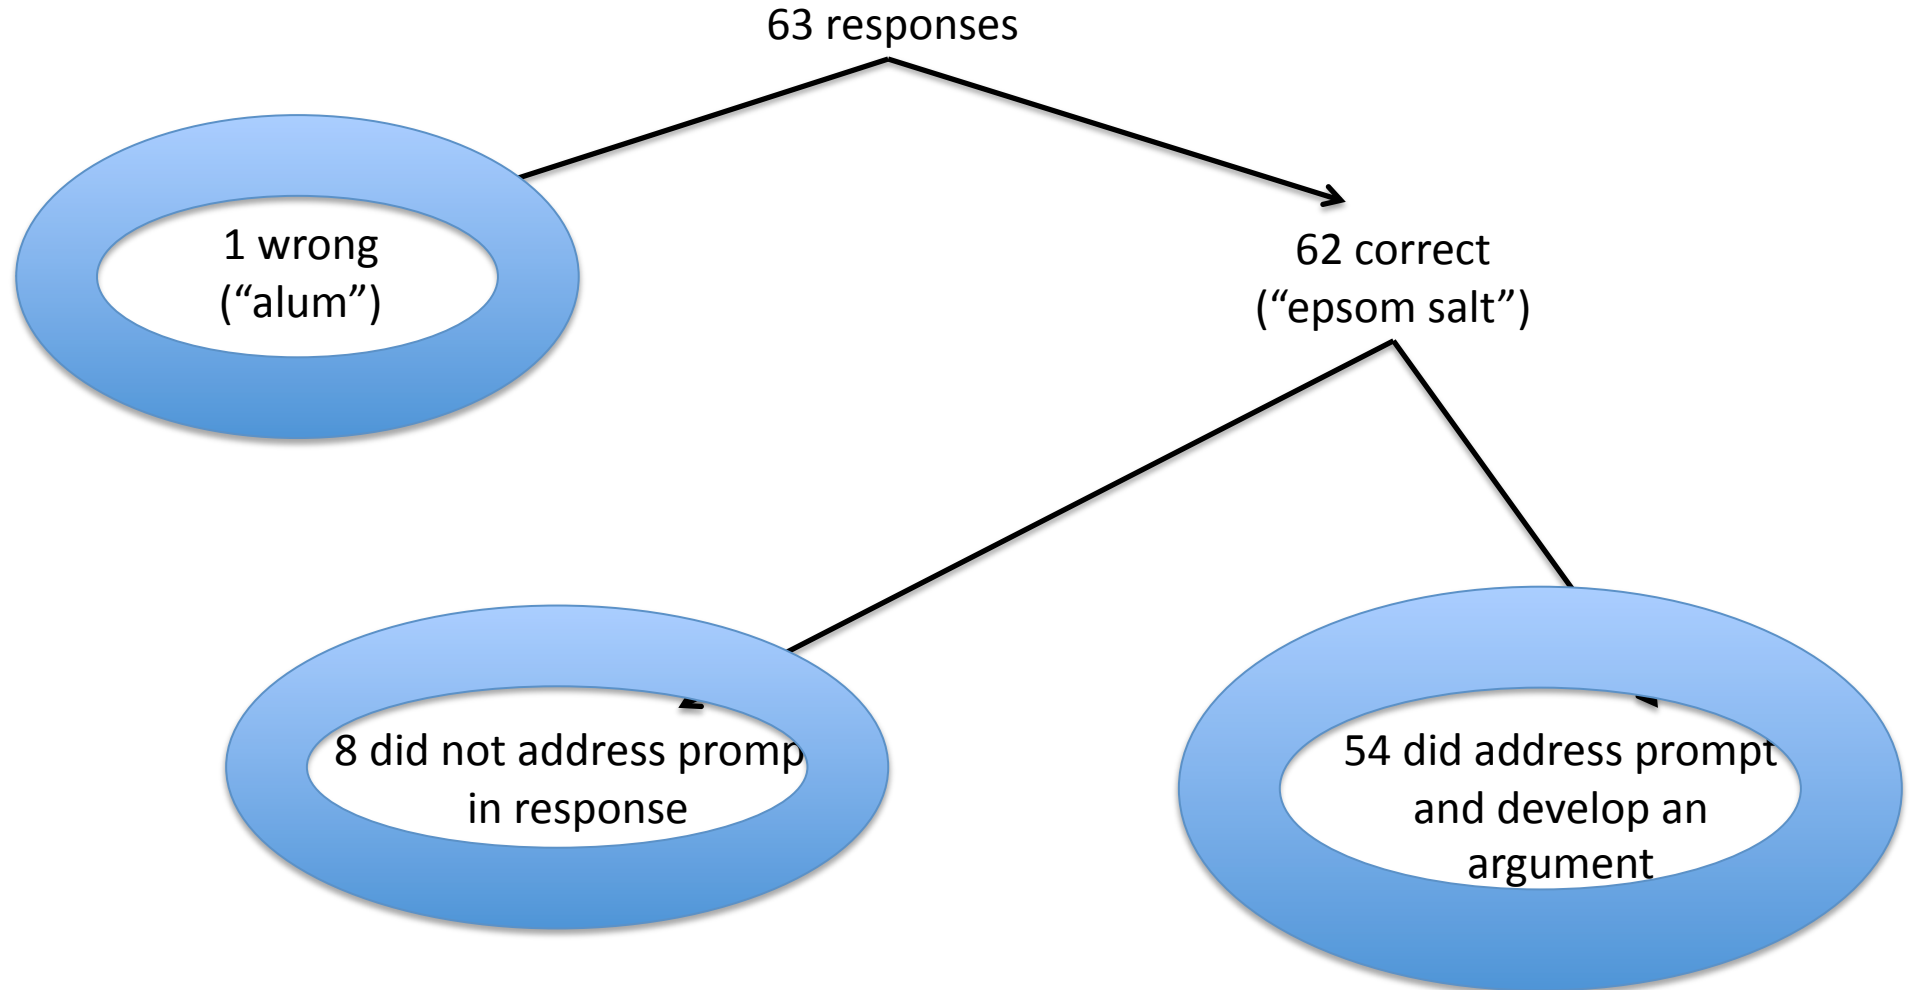 63 responses
1 wrong
(“alum”)
62 correct
(“epsom salt”)
8 did not address promp
in response
54 did address prompt
and develop an
argument